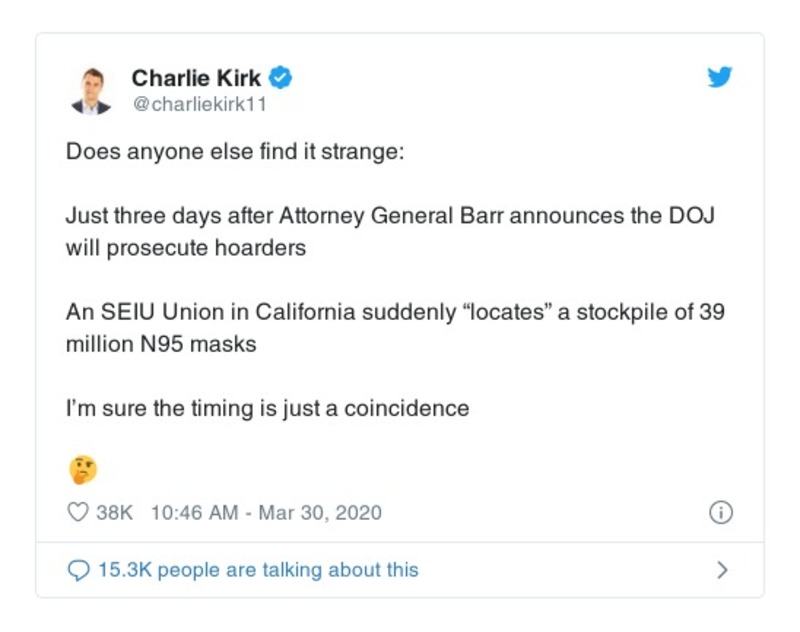 Charlie Kirk
@charliekirk11
Does anyone else find it strange:
Just three days after Attorney General Barr announces the DOJ
will prosecute hoarders
An SEIU Union in California suddenly “locates” a stockpile of 39
million N95 masks
I’m sure the timing is just a coincidence
🤔
38K 10:46 AM - Mar 30, 2020
15.3K people are talking about this